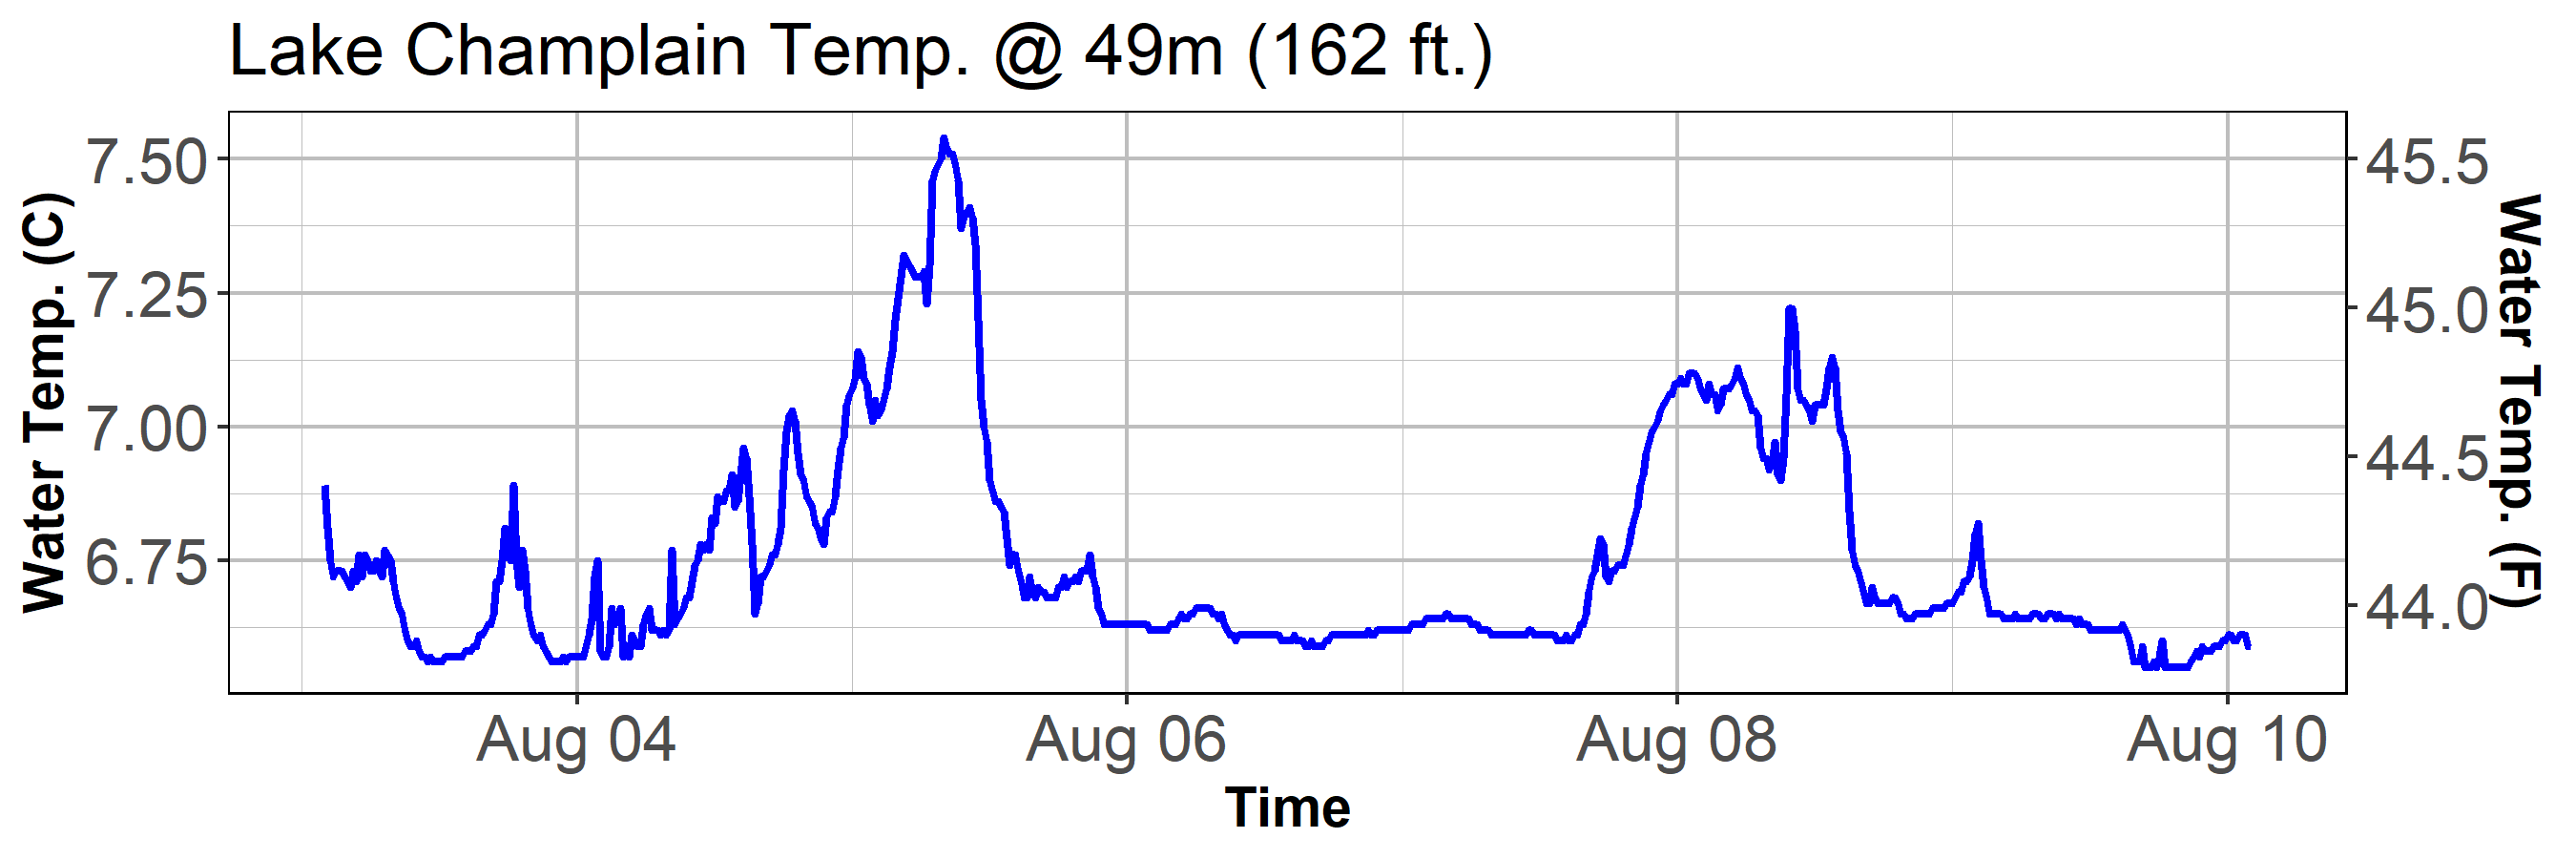 Lake Champlain Temp. @ 49m (162 ft.)
Water Temp. (C)
7.50
7.25
7.00
6.75
45.5
45.0
44.5
44.0
Water Temp. (F)
Aug 04
Aug 06
Aug 08
Aug 10
Time